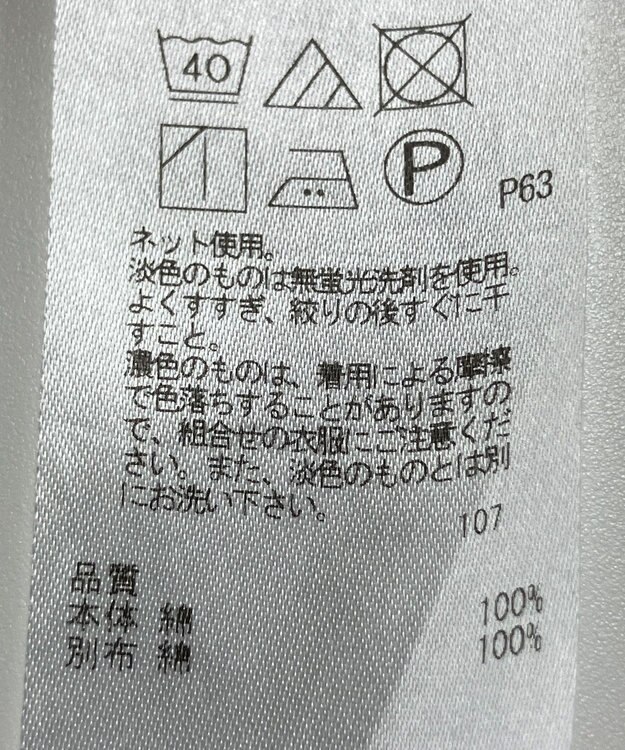 40
P
P63
ネット使用。
淡色のものは無蛍光洗剤を使用。
よくすすぎ、絞りの後すぐに干
すこと。
濃色のものは、着用による摩擦
で色落ちすることがありますの
で、組合せの衣服にご注意くだ
さい。また、淡色のものとは別
にお洗い下さい。
107
品質
本体 綿 100%
別布 綿 100%